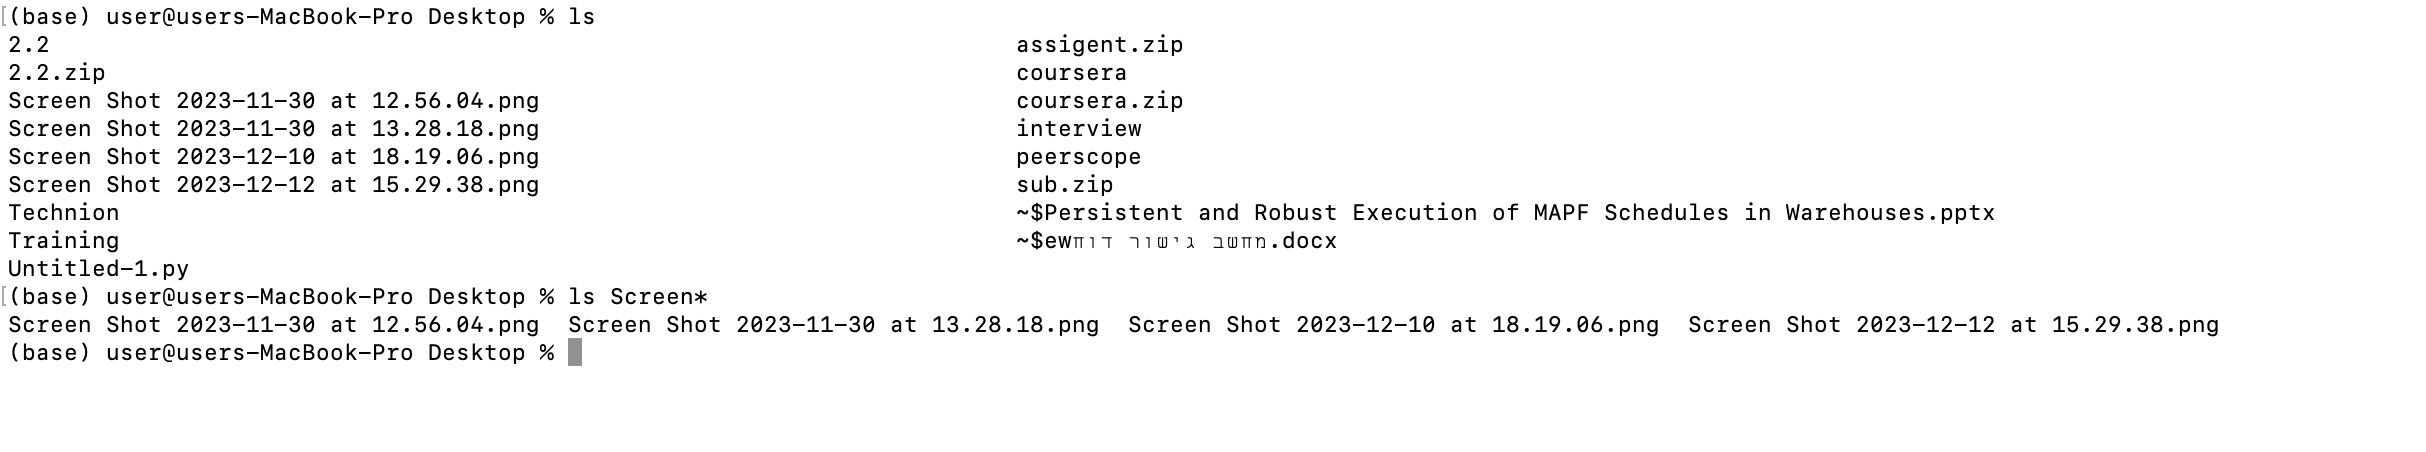 (base) user@users-MacBook-Pro Desktop % ls
2.2 assigent.zip
2.2.zip coursera
Screen Shot 2023-11-30 at 12.56.04.png coursera.zip
Screen Shot 2023-11-30 at 13.28.18.png interview
Screen Shot 2023-12-10 at 18.19.06.png peerscope
Screen Shot 2023-12-12 at 15.29.38.png sub.zip
Technion ~$Persistent and Robust Execution of MAPF Schedules in Warehouses.pptx
Training ~$ewמחשב גישור דוח.docx
Untitled-1.py
(base) user@users-MacBook-Pro Desktop % ls Screen*
Screen Shot 2023-11-30 at 12.56.04.png Screen Shot 2023-11-30 at 13.28.18.png Screen Shot 2023-12-10 at 18.19.06.png Screen Shot 2023-12-12 at 15.29.38.png
(base) user@users-MacBook-Pro Desktop %